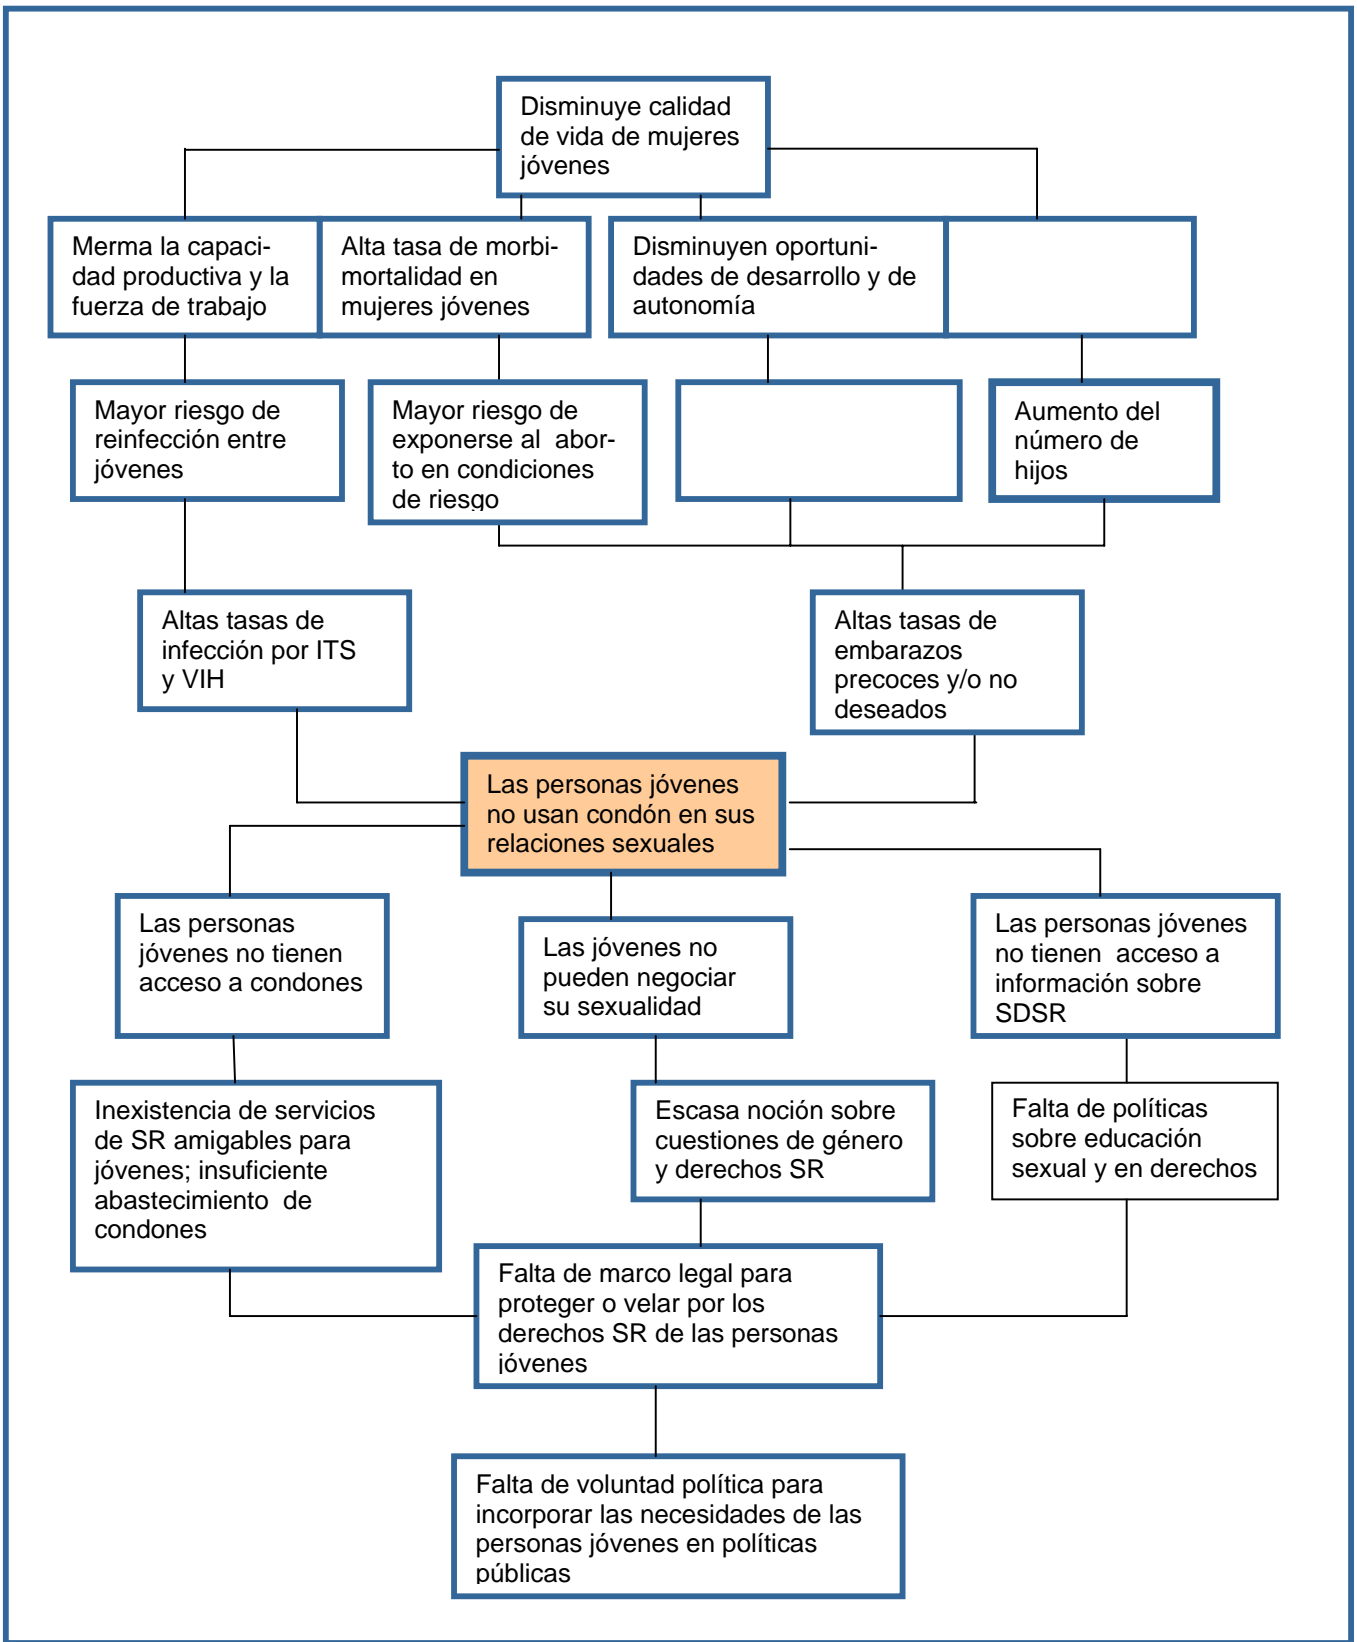 Disminuye calidad
de vida de mujeres
jóvenes
Merma la capaci-
dad productiva y la
fuerza de trabajo
Alta tasa de morbi-
mortalidad en
mujeres jóvenes
Disminuyen oportuni-
dades de desarrollo y de
autonomía
Mayor riesgo de
reinfección entre
jóvenes
Mayor riesgo de
exponerse al abor-
to en condiciones
de riesgo
Aumento del
número de
hijos
Altas tasas de
infección por ITS
y VIH
Altas tasas de
embarazos
precoces y/o no
deseados
Las personas jóvenes
no usan condón en sus
relaciones sexuales
Las personas
jóvenes no tienen
acceso a condones
Las jóvenes no
pueden negociar
su sexualidad
Las personas jóvenes
no tienen acceso a
información sobre
SDSR
Inexistencia de servicios
de SR amigables para
jóvenes; insuficiente
abastecimiento de
condones
Escasa noción sobre
cuestiones de género
y derechos SR
Falta de políticas
sobre educación
sexual y en derechos
Falta de marco legal para
proteger o velar por los
derechos SR de las personas
jóvenes
Falta de voluntad política para
incorporar las necesidades de las
personas jóvenes en políticas
públicas